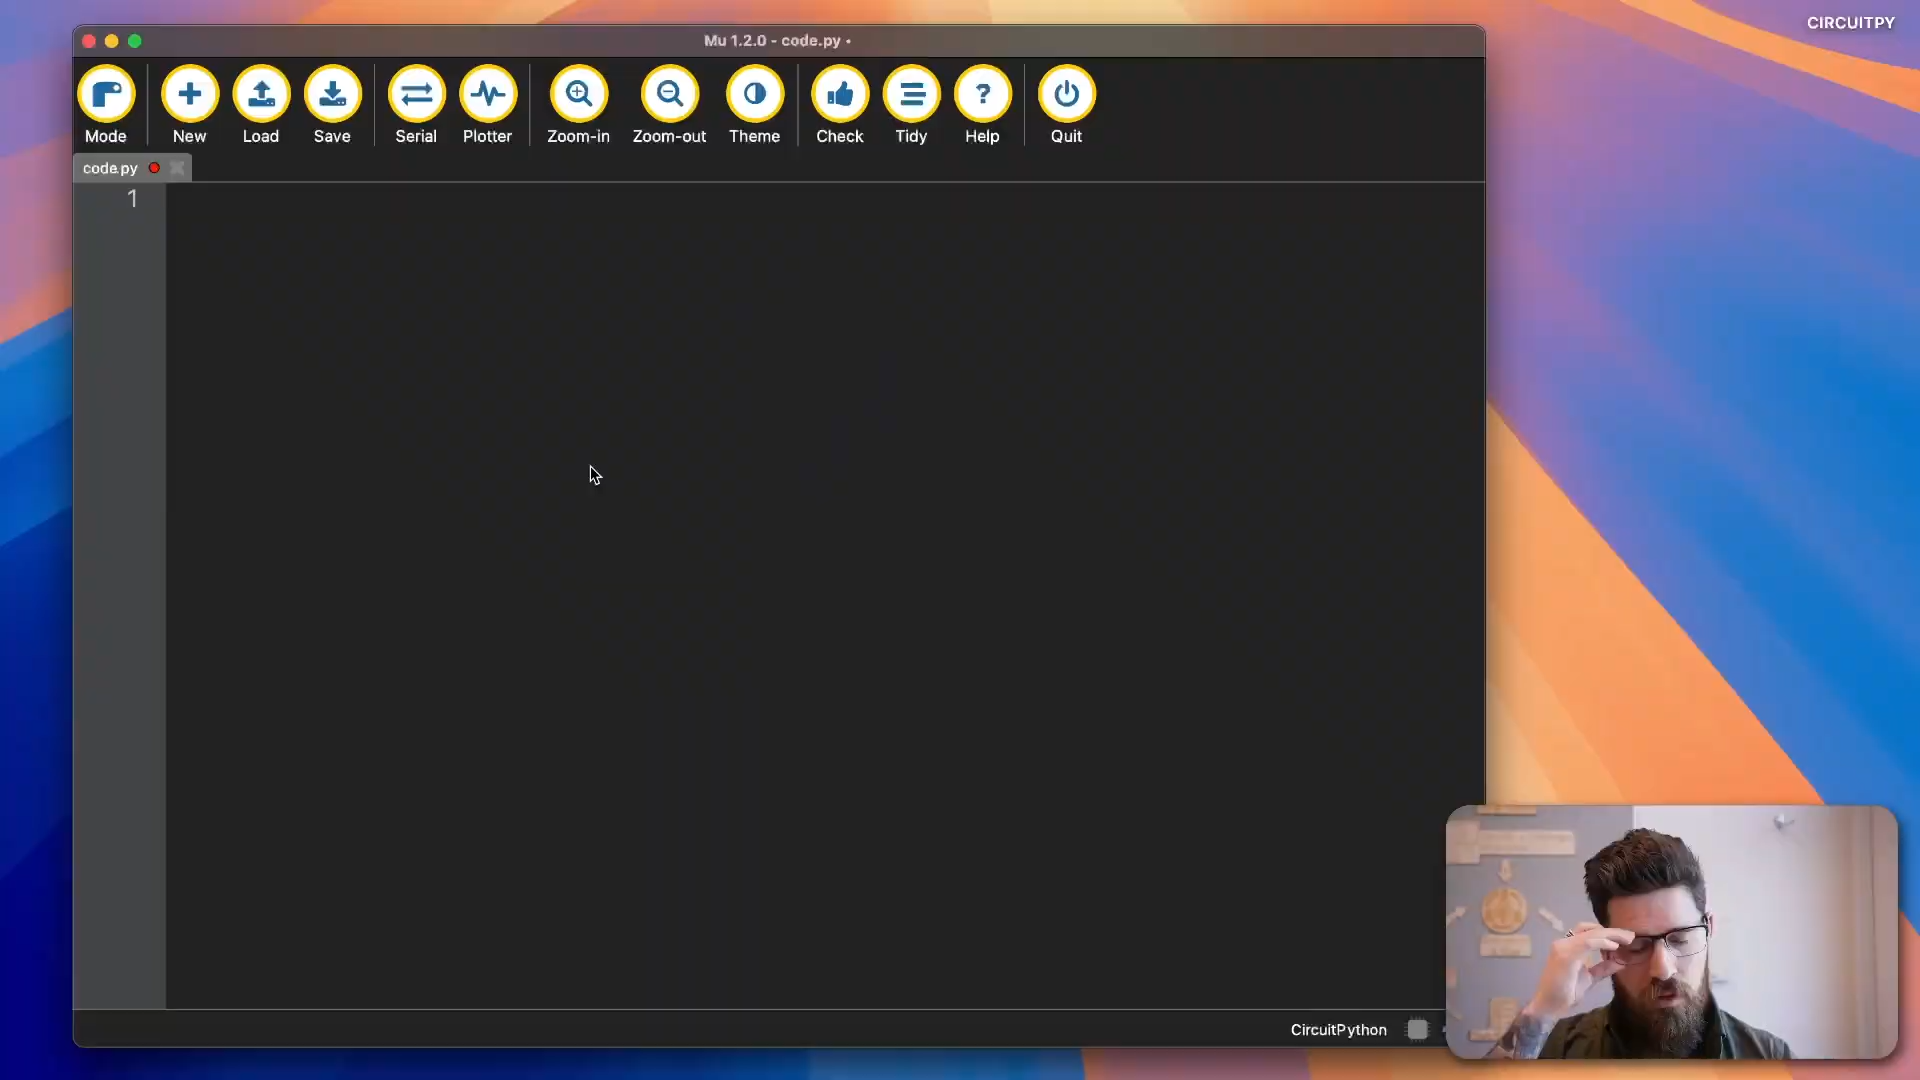 CIRCUITPY
Mu 1.2.0 - code.py •
Mode
New
Load
Save
Serial
Plotter
Zoom-in
Zoom-out
Theme
Check
Tidy
? Help
Quit
code.py
1
CircuitPython